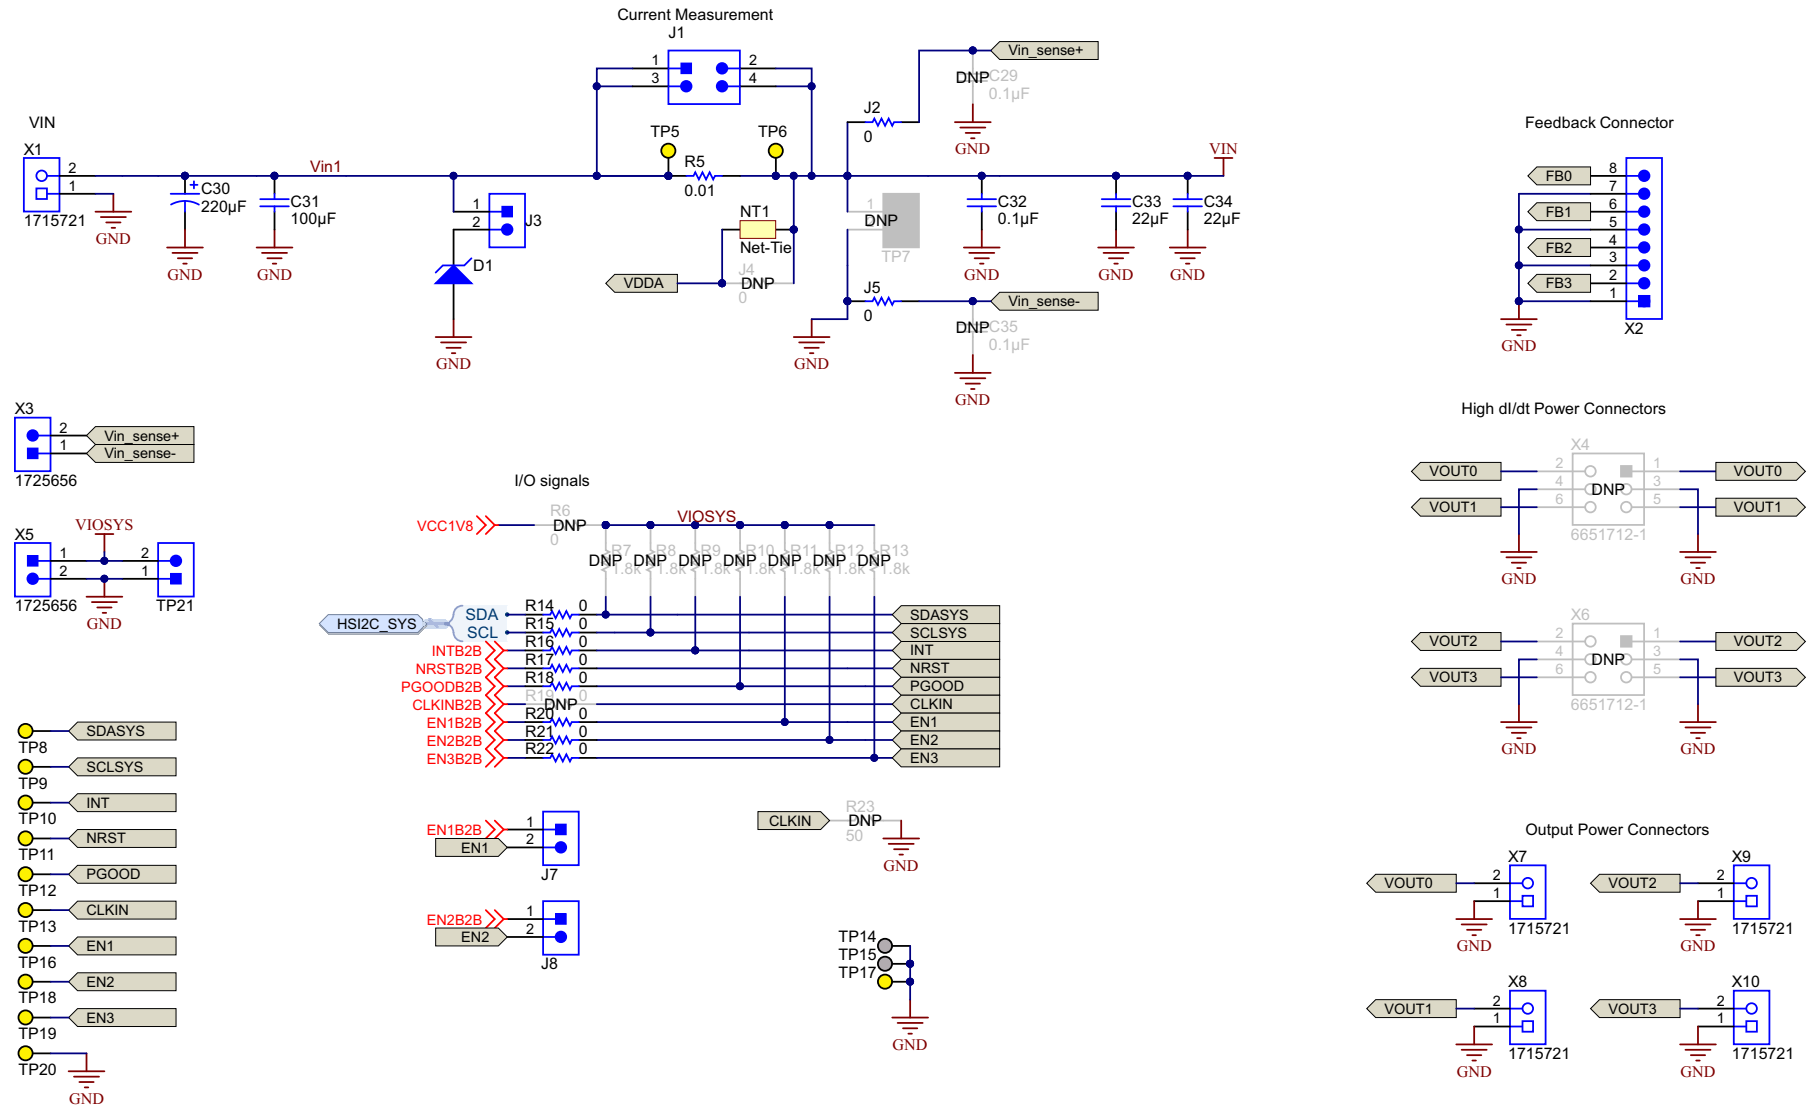 Current Measurement
J1
1
2
3
4
VIN
X1
2
1
1715721
GND
C30
220µF
+
GND
C31
100µF
GND
Vin1
1
2
J3
D1
GND
TP5
TP6
R5
0.01
NT1
Net-Tie
J4
DNP
0
VDDA
J2
0
Vin_sense+
DNP
C29
0.1µF
GND
1
DNP
2
TP7
J5
0
GND
Vin_sense-
DNP
C35
0.1µF
GND
C32
0.1µF
GND
C33
22µF
GND
C34
22µF
GND
VIN
Feedback Connector
FB0
8
7
FB1
6
5
FB2
4
3
FB3
2
1
X2
GND
X3
2
Vin_sense+
1
Vin_sense-
1725656
VIOSYS
X5
1
2
2
1
1725656
TP21
GND
I/O signals
VCC1V8
R6
DNP
0
VIOSYS
R7
DNP
1.8k
R8
DNP
1.8k
R9
DNP
1.8k
R10
DNP
1.8k
R11
DNP
1.8k
R12
DNP
1.8k
R13
DNP
1.8k
HSI2C_SYS
SDA
R14
0
SDASYS
SCL
R15
0
SCLSYS
INTB2B
R16
0
INT
NRSTB2B
R17
0
NRST
PGOODB2B
R18
0
PGOOD
CLKINB2B
R19
DNP
0
CLKIN
EN1B2B
R20
0
EN1
EN2B2B
R21
0
EN2
EN3B2B
R22
0
EN3
High dI/dt Power Connectors
X4
VOUT0
2
1
VOUT0
4
DNP
3
VOUT1
6
5
VOUT1
6651712-1
GND
GND
X6
VOUT2
2
1
VOUT2
4
DNP
3
VOUT3
6
5
VOUT3
6651712-1
GND
GND
SDASYS
TP8
SCLSYS
TP9
INT
TP10
NRST
TP11
PGOOD
TP12
CLKIN
TP13
EN1
TP16
EN2
TP18
EN3
TP19
TP20
GND
EN1B2B
1
EN1
2
J7
EN2B2B
1
EN2
2
J8
CLKIN
R23
DNP
50
GND
TP14
TP15
TP17
GND
Output Power Connectors
X7
VOUT0
2
1
GND
1715721
X9
VOUT2
2
1
GND
1715721
X8
VOUT1
2
1
GND
1715721
X10
VOUT3
2
1
GND
1715721